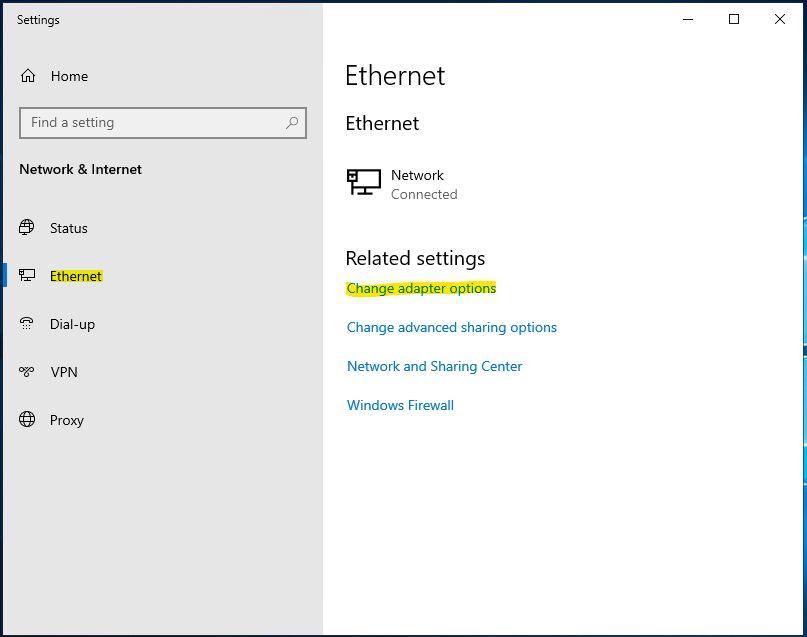 Settings
Home
Find a setting
Network & Internet
Status
Ethernet
Dial-up
VPN
Proxy
Ethernet
Ethernet
Network
Connected
Related settings
Change adapter options
Change advanced sharing options
Network and Sharing Center
Windows Firewall